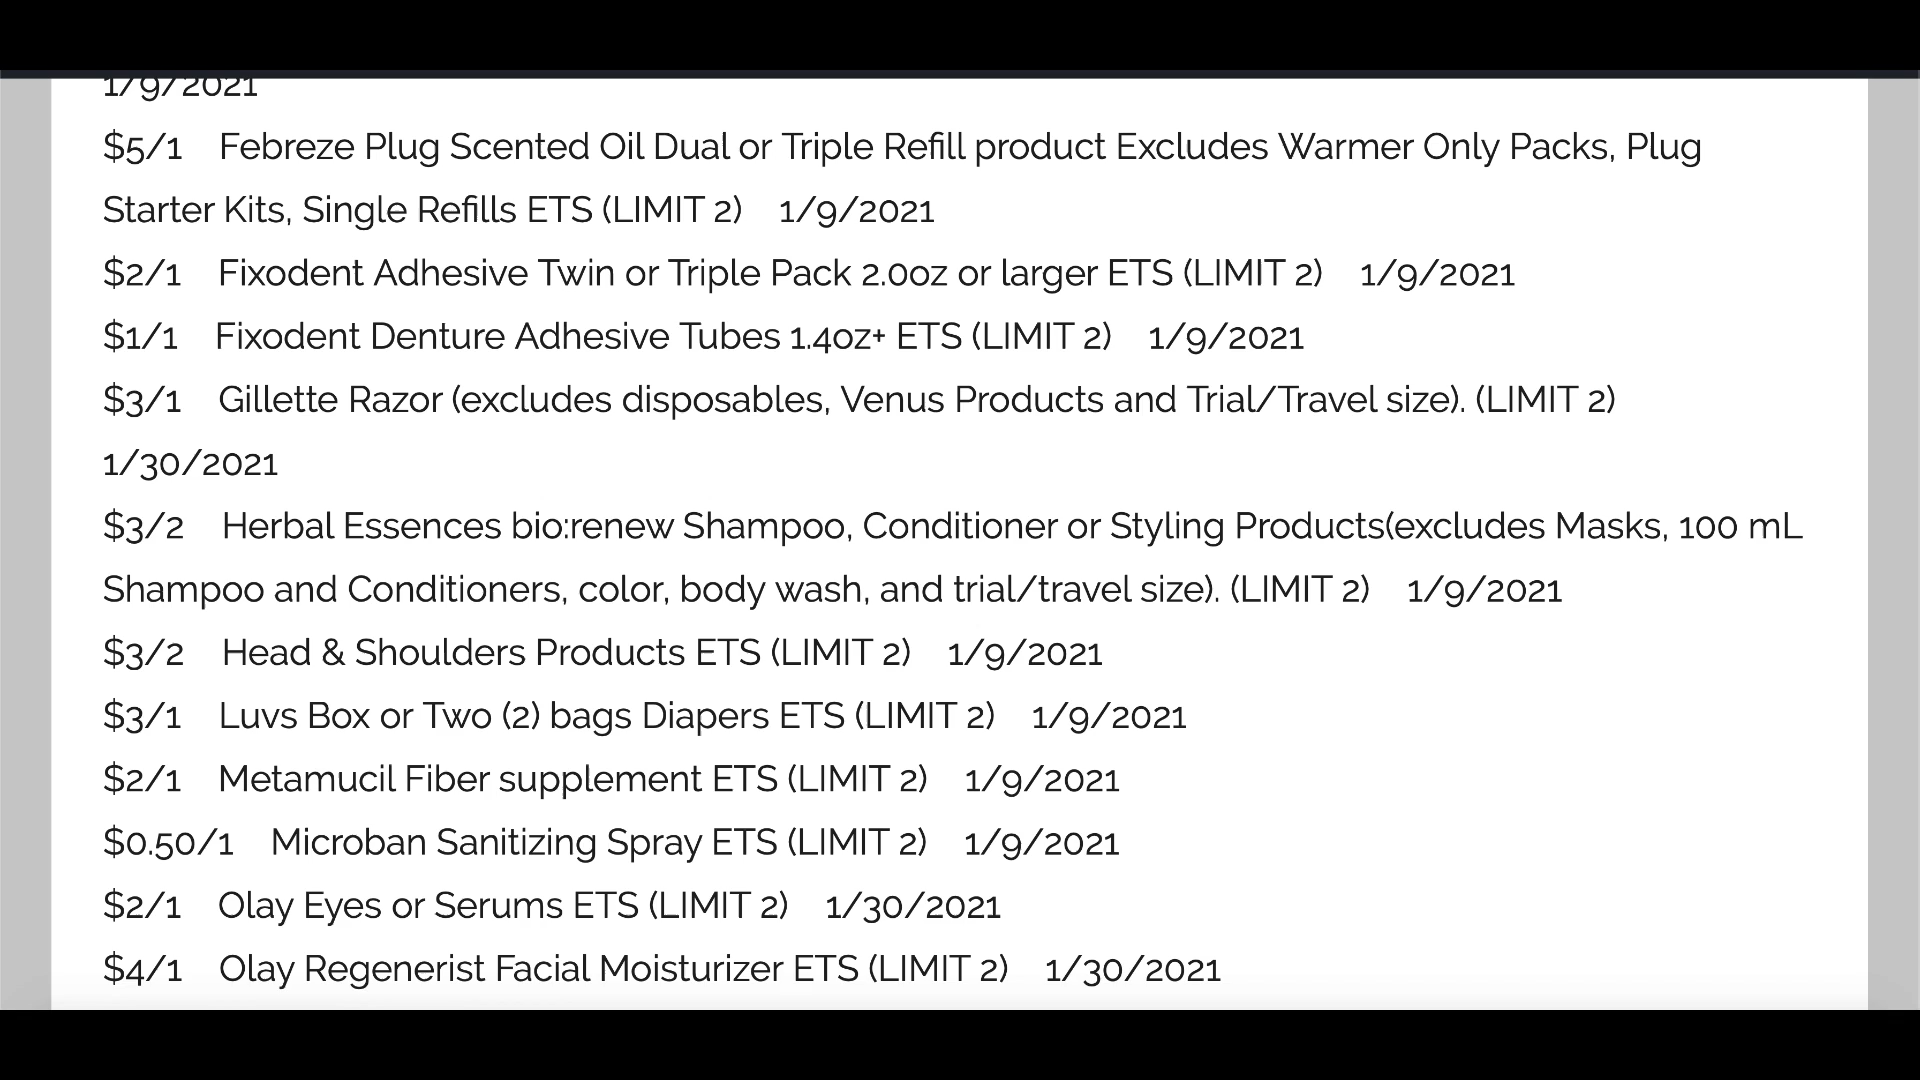 1/9/2021
$5/1 Febreze Plug Scented Oil Dual or Triple Refill product Excludes Warmer Only Packs, Plug
Starter Kits, Single Refills ETS (LIMIT 2) 1/9/2021
$2/1 Fixodent Adhesive Twin or Triple Pack 2.0oz or larger ETS (LIMIT 2) 1/9/2021
$1/1 Fixodent Denture Adhesive Tubes 1.4oz+ ETS (LIMIT 2) 1/9/2021
$3/1 Gillette Razor (excludes disposables, Venus Products and Trial/Travel size). (LIMIT 2)
1/30/2021
$3/2 Herbal Essences bio:renew Shampoo, Conditioner or Styling Products(excludes Masks, 100 mL
Shampoo and Conditioners, color, body wash, and trial/travel size). (LIMIT 2) 1/9/2021
$3/2 Head & Shoulders Products ETS (LIMIT 2) 1/9/2021
$3/1 Luvs Box or Two (2) bags Diapers ETS (LIMIT 2) 1/9/2021
$2/1 Metamucil Fiber supplement ETS (LIMIT 2) 1/9/2021
$0.50/1 Microban Sanitizing Spray ETS (LIMIT 2) 1/9/2021
$2/1 Olay Eyes or Serums ETS (LIMIT 2) 1/30/2021
$4/1 Olay Regenerist Facial Moisturizer ETS (LIMIT 2) 1/30/2021